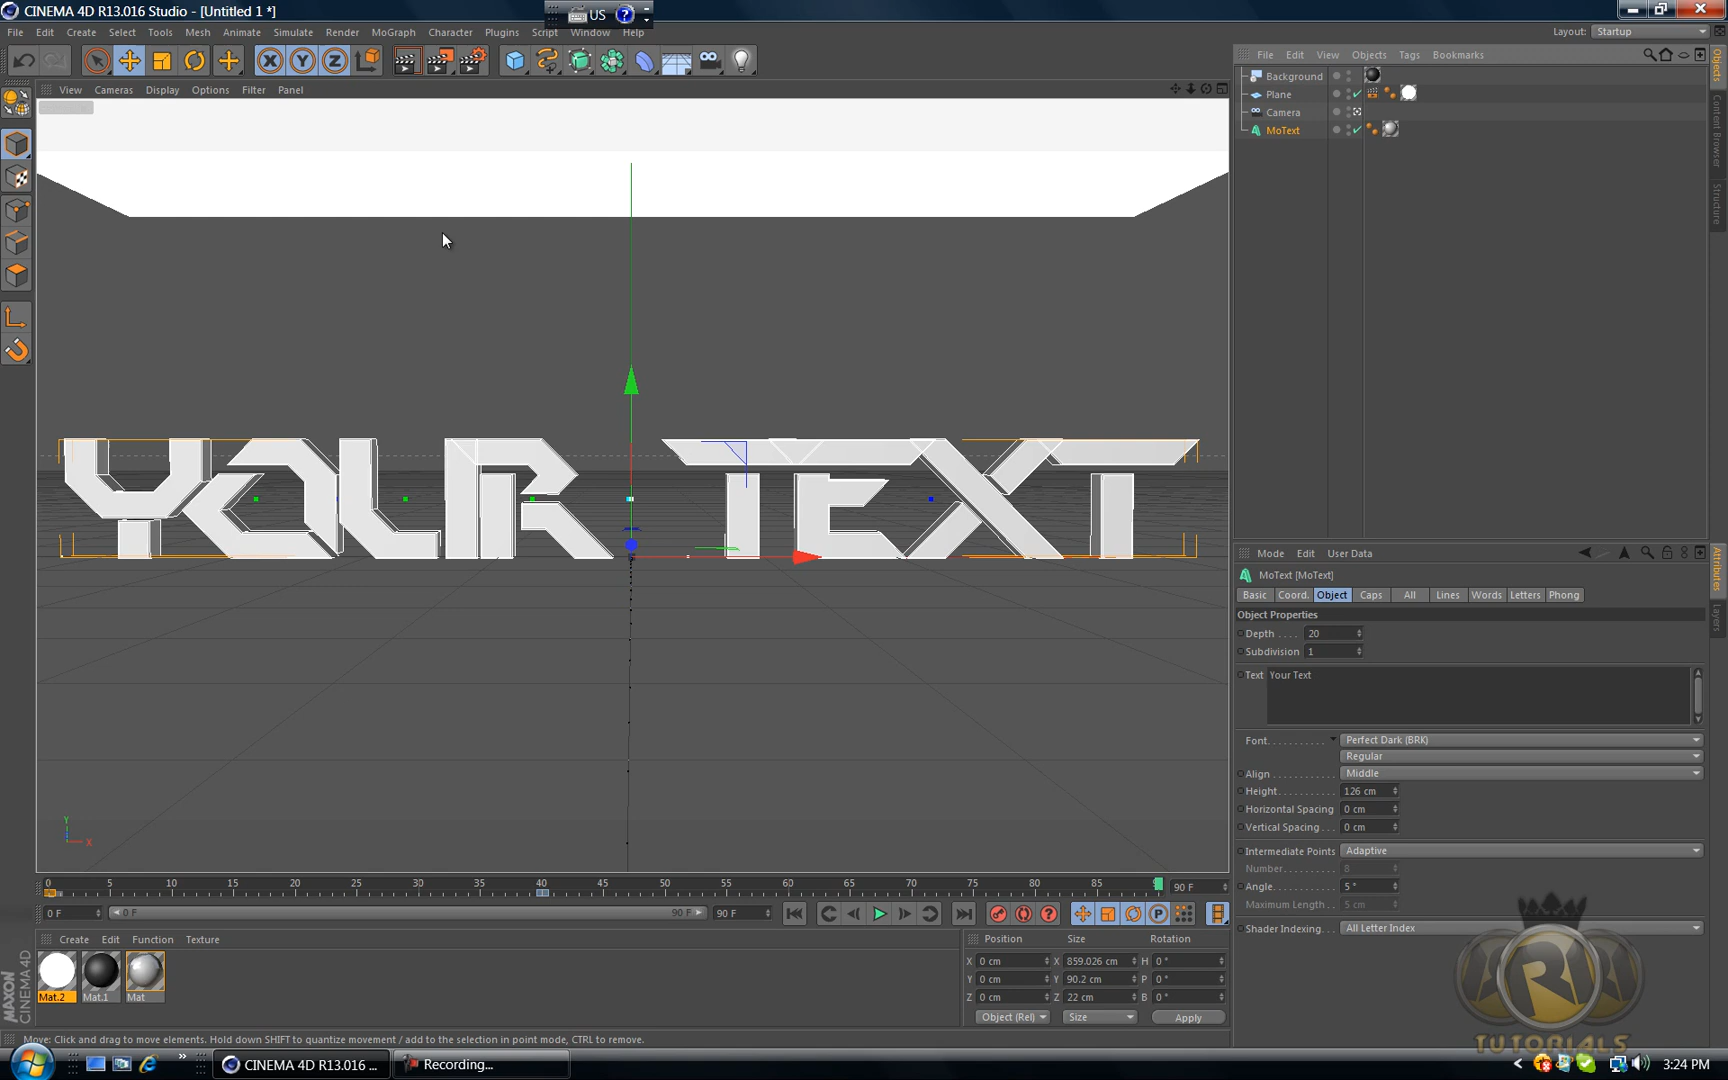 CINEMA 4D R13.016 Studio - [Untitled 1 *]
US
File Edit Create Select Tools Mesh Animate Simulate Render MoGraph Character Plugins Script Window Help
Layout: Startup
File Edit View Objects Tags Bookmarks
View Cameras Display Options Filter Panel
Background
Plane
Camera
MoText
Objects
Content Browser
Structure
YOUR TEXT
Mode Edit User Data
MoText [MoText]
Basic Coord. Object Caps All Lines Words Letters Phong
Object Properties
Depth 20
Subdivision 1
Text Your Text
Font Perfect Dark (BRK)
Regular
Align Middle
Height 126 cm
Horizontal Spacing 0 cm
Vertical Spacing 0 cm
Intermediate Points Adaptive
Number 8
Angle 5 °
Maximum Length 5 cm
Shader Indexing All Letter Index
Attributes
Layers
Y
X
0 5 10 15 20 25 30 35 40 45 50 55 60 65 70 75 80 85 90 F
0 F 0 F 90 F 90 F
Create Edit Function Texture
Mat.2 Mat.1 Mat
Position Size Rotation
X 0 cm X 859.026 cm H 0 °
Y 0 cm Y 90.2 cm P 0 °
Z 0 cm Z 22 cm B 0 °
Object (Rel) Size Apply
MAXON
CINEMA 4D
R
TUTORIALS
Move: Click and drag to move elements. Hold down SHIFT to quantize movement / add to the selection in point mode, CTRL to remove.
CINEMA 4D R13.016 ... Recording... 3:24 PM